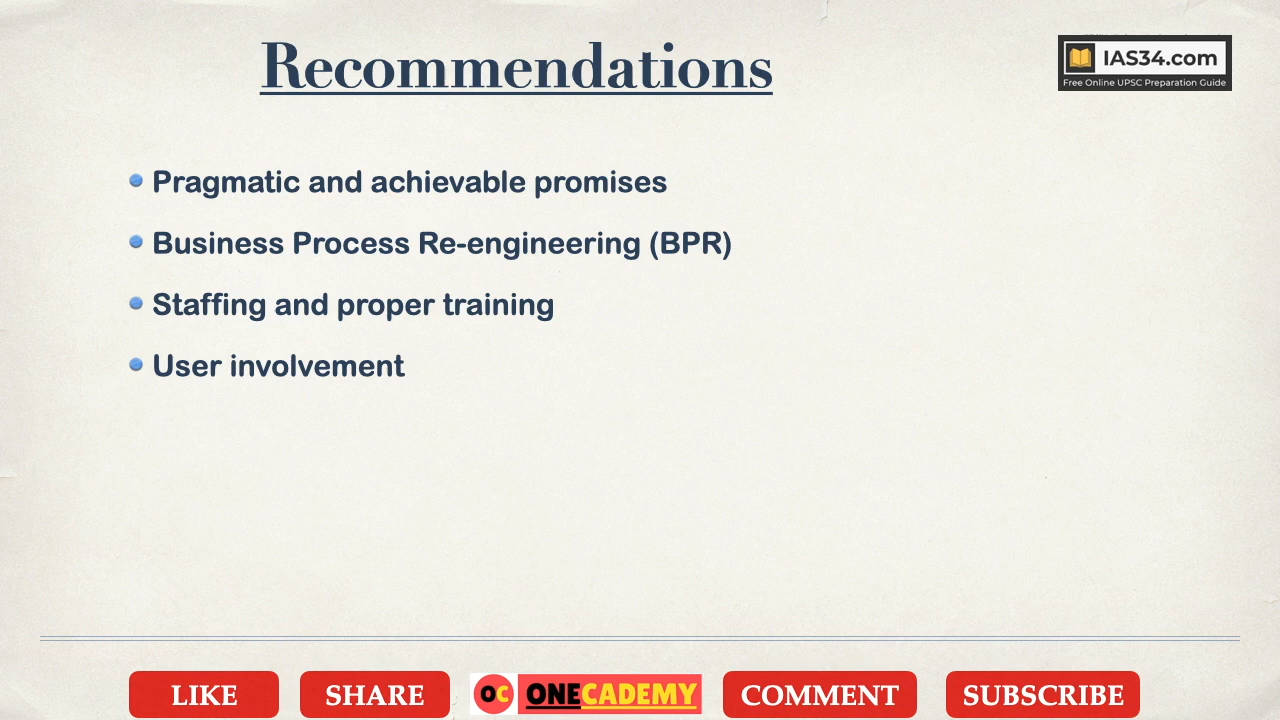 Recommendations
IAS34.com
Free Online UPSC Preparation Guide
Pragmatic and achievable promises
Business Process Re-engineering (BPR)
Staffing and proper training
User involvement
LIKE
SHARE
OC ONECADEMY
COMMENT
SUBSCRIBE